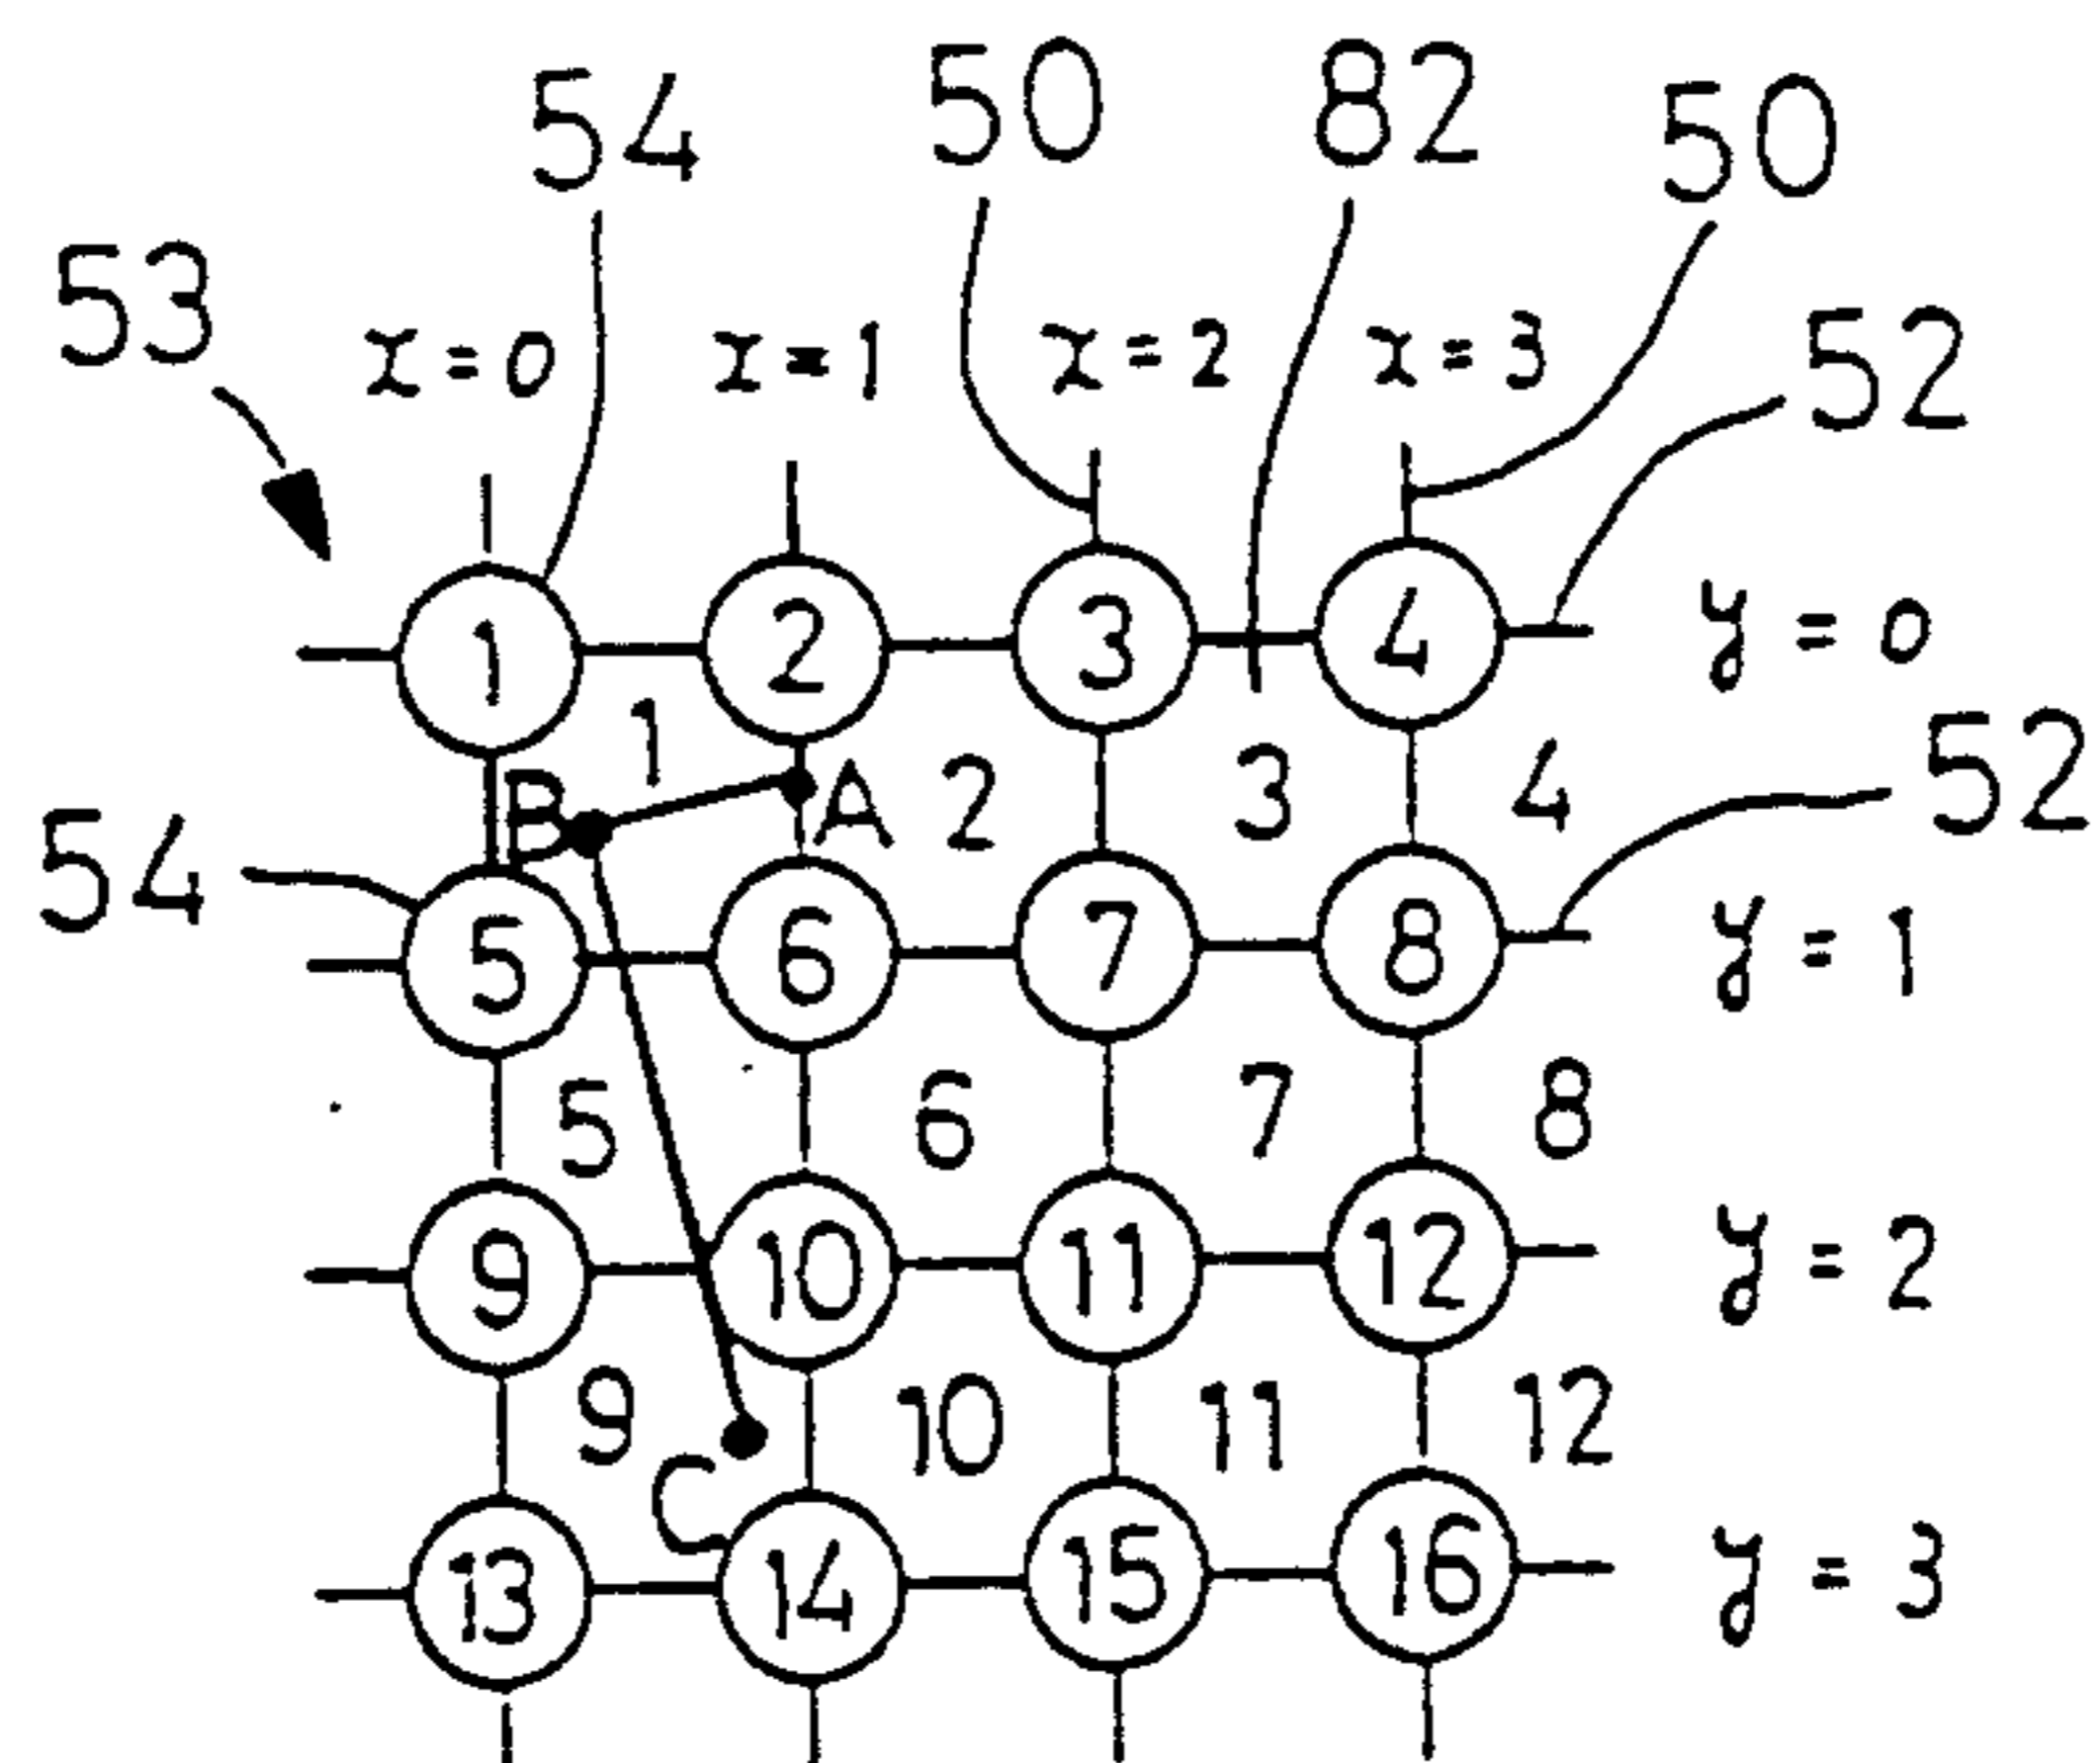 54 50 82 50
53 x=0 x=1 x=2 x=3 52
1 2 3 4 y=0
1 2 3 4 52
B A
54
5 6 7 8 y=1
5 6 7 8
9 10 11 12 y=2
9 10 11 12
C
13 14 15 16 y=3